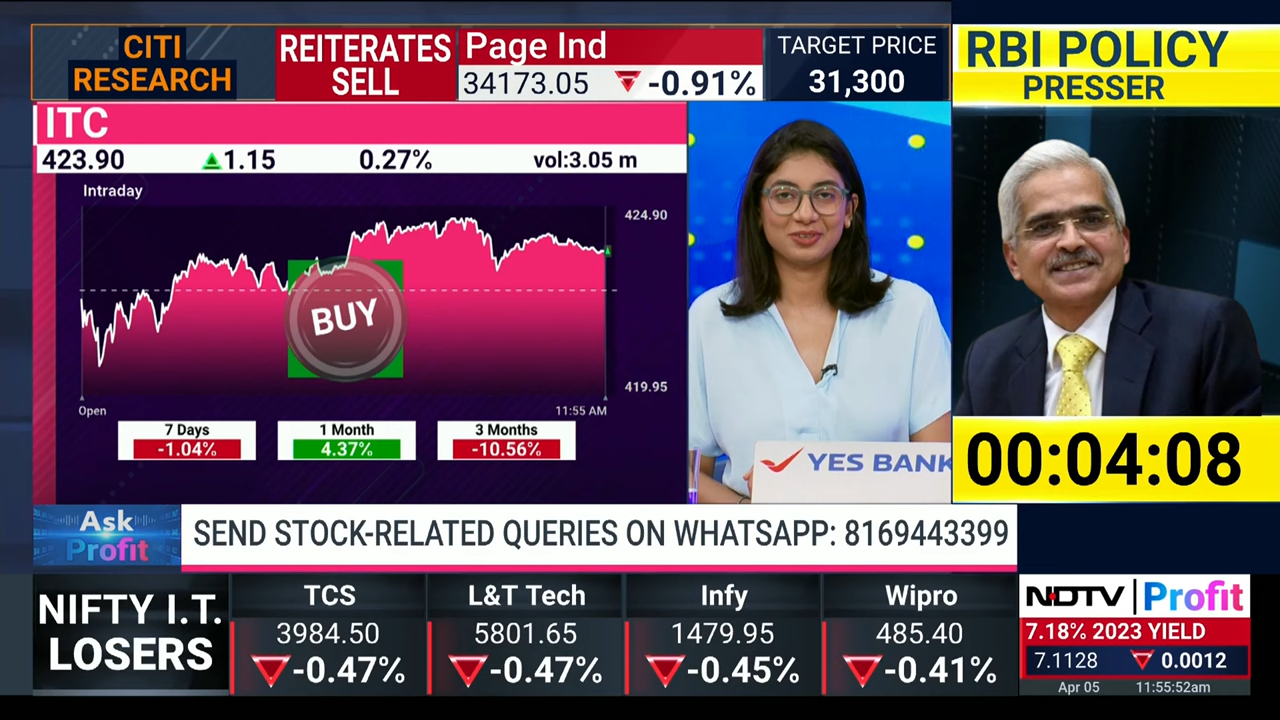 CITI
RESEARCH
REITERATES
SELL
Page Ind
34173.05 -0.91%
TARGET PRICE
31,300
RBI POLICY
PRESSER
ITC
423.90 1.15 0.27% vol:3.05 m
Intraday
424.90
BUY
419.95
Open 11:55 AM
7 Days 1 Month 3 Months
-1.04% 4.37% -10.56%
YES BANK
00:04:08
Ask
Profit
SEND STOCK-RELATED QUERIES ON WHATSAPP: 8169443399
NIFTY I.T.
LOSERS
TCS L&T Tech Infy Wipro
3984.50 5801.65 1479.95 485.40
-0.47% -0.47% -0.45% -0.41%
NDTV Profit
7.18% 2023 YIELD
7.1128 0.0012
Apr 05 11:55:52am